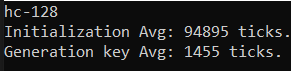 hc-128
Initialization Avg: 94895 ticks.
Generation key Avg: 1455 ticks.